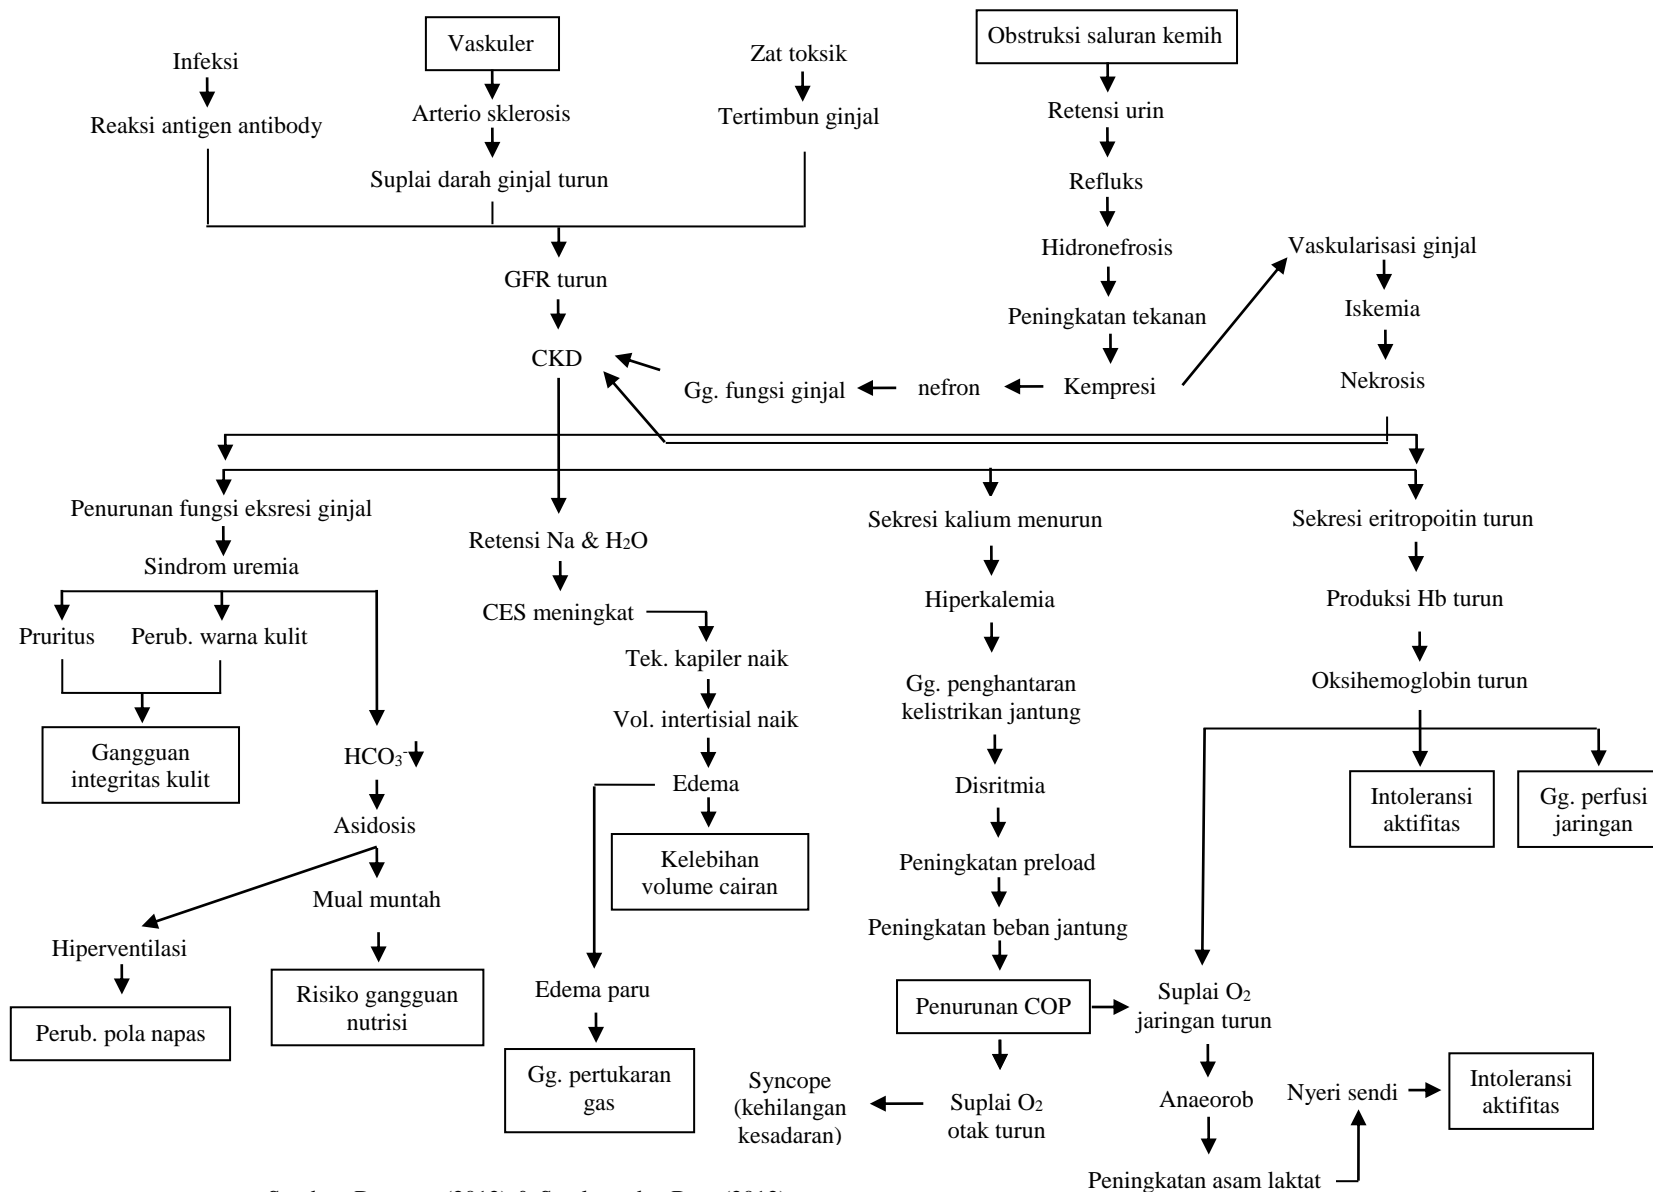 Infeksi
Reaksi antigen antibody
Vaskuler
Arterio sklerosis
Suplai darah ginjal turun
Zat toksik
Tertimbun ginjal
Obstruksi saluran kemih
Retensi urin
Refluks
Hidronefrosis
Peningkatan tekanan
Kempresi
nefron
Gg. fungsi ginjal
Vaskularisasi ginjal
Iskemia
Nekrosis
GFR turun
CKD
Penurunan fungsi eksresi ginjal
Sindrom uremia
Pruritus
Perub. warna kulit
Gangguan
integritas kulit
HCO₃⁻
Asidosis
Mual muntah
Risiko gangguan
nutrisi
Hiperventilasi
Perub. pola napas
Retensi Na & H₂O
CES meningkat
Tek. kapiler naik
Vol. intertisial naik
Edema
Kelebihan
volume cairan
Edema paru
Gg. pertukaran
gas
Sekresi kalium menurun
Hiperkalemia
Gg. penghantaran
kelistrikan jantung
Disritmia
Peningkatan preload
Peningkatan beban jantung
Penurunan COP
Suplai O₂
otak turun
Syncope
(kehilangan
kesadaran)
Sekresi eritropoitin turun
Produksi Hb turun
Oksihemoglobin turun
Intoleransi
aktifitas
Gg. perfusi
jaringan
Suplai O₂
jaringan turun
Anaeorob
Peningkatan asam laktat
Nyeri sendi
Intoleransi
aktifitas